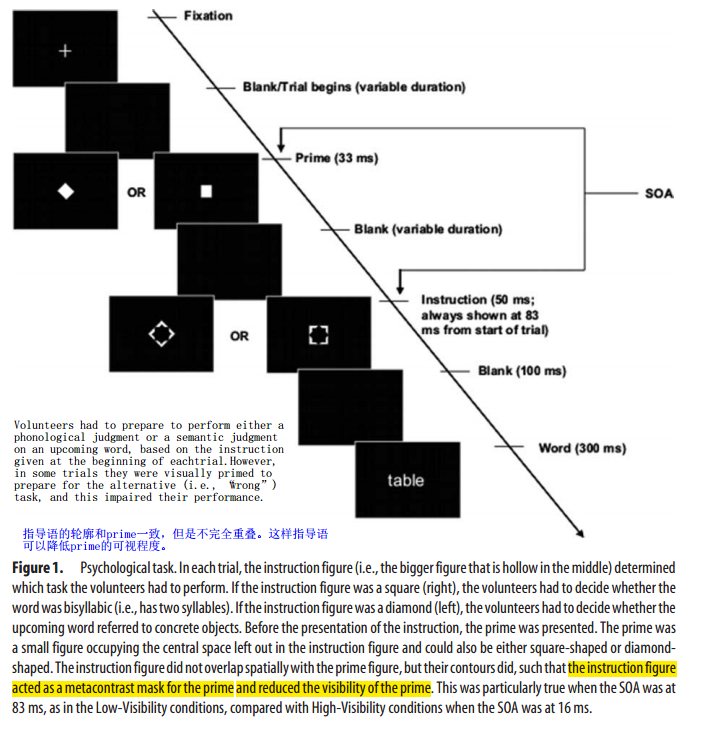 Fixation
Blank/Trial begins (variable duration)
Prime (33 ms)
OR
SOA
Blank (variable duration)
Instruction (50 ms;
always shown at 83
ms from start of trial)
OR
Blank (100 ms)
Word (300 ms)
table
Volunteers had to perform either a
phonological judgment or a semantic judgment
on an upcoming word, based on the instruction
given at the beginning of eachtrial.However,
in some trials they were visually primed to
prepare for the alternative (i.e., “wrong”)
task, and this impaired their performance.
指导语的轮廓和prime一致，但是不完全重叠。这样指导语
可以降低prime的可视程度。
Figure 1. Psychological task. In each trial, the instruction figure (i.e., the bigger figure that is hollow in the middle) determined
which task the volunteers had to perform. If the instruction figure was a square (right), the volunteers had to decide whether the
word was bisyllabic (i.e., has two syllables). If the instruction figure was a diamond (left), the volunteers had to decide whether the
upcoming word referred to concrete objects. Before the presentation of the instruction, the prime was presented. The prime was
a small figure occupying the central space left out in the instruction figure and could also be either square-shaped or diamond-
shaped. The instruction figure did not overlap spatially with the prime figure, but their contours did, such that the instruction figure
acted as a metacontrast mask for the prime and reduced the visibility of the prime. This was particularly true when the SOA was at
83 ms, as in the Low-Visibility conditions, compared with High-Visibility conditions when the SOA was at 16 ms.